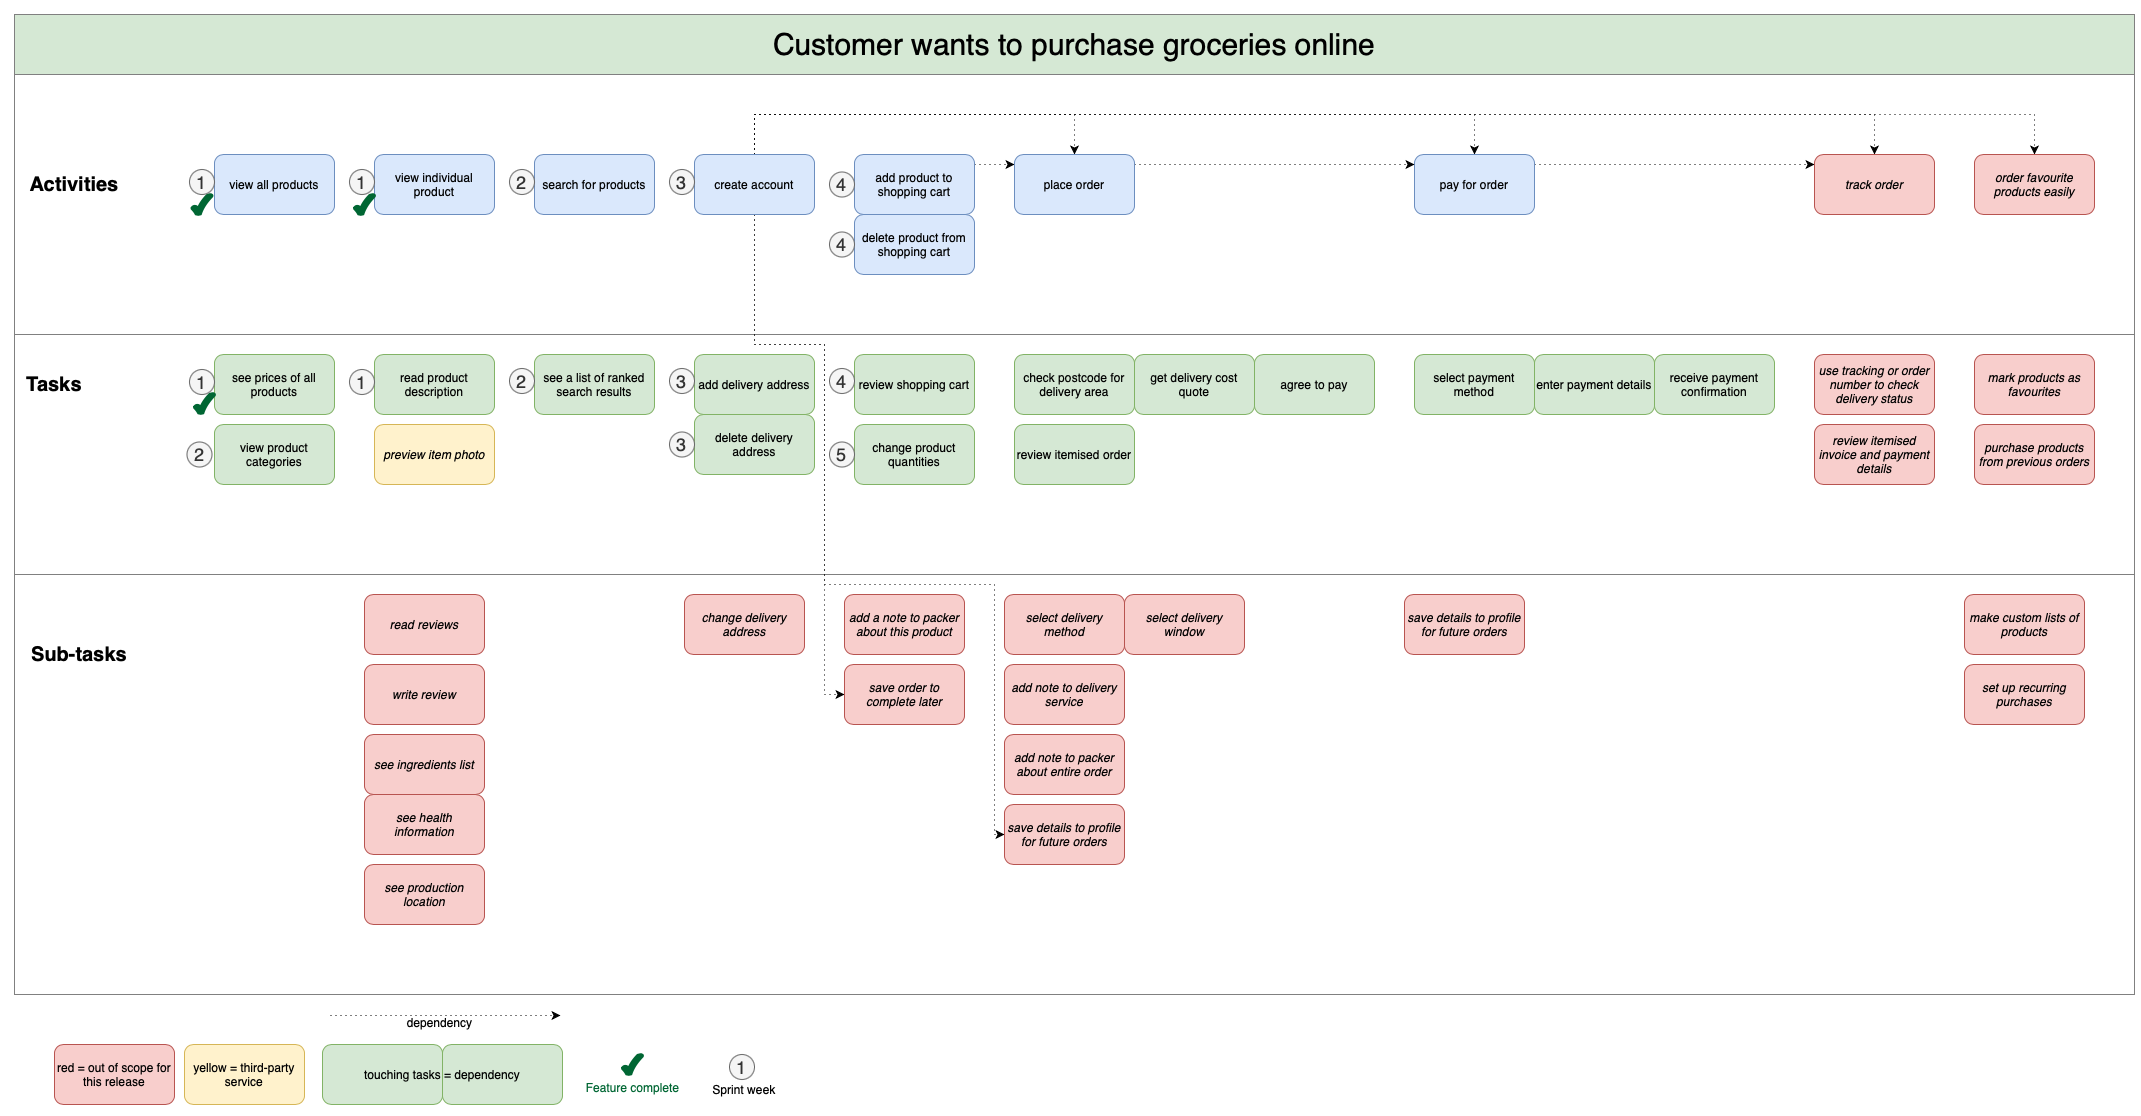 Customer wants to purchase groceries online
Activities
1
view all products
1
view individual
product
2
search for products
3
create account
4
add product to
shopping cart
4
delete product from
shopping cart
place order
pay for order
track order
order favourite
products easily
Tasks
1
see prices of all
products
2
view product
categories
1
read product
description
preview item photo
2
see a list of ranked
search results
3
add delivery address
3
delete delivery
address
4
review shopping cart
5
change product
quantities
check postcode for
delivery area
get delivery cost
quote
agree to pay
review itemised order
select payment
method
enter payment details
receive payment
confirmation
use tracking or order
number to check
delivery status
review itemised
invoice and payment
details
mark products as
favourites
purchase products
from previous orders
Sub-tasks
read reviews
write review
see ingredients list
see health
information
see production
location
change delivery
address
add a note to packer
about this product
save order to
complete later
select delivery
method
select delivery
window
add note to delivery
service
add note to packer
about entire order
save details to profile
for future orders
save details to profile
for future orders
make custom lists of
products
set up recurring
purchases
dependency
red = out of scope for
this release
yellow = third-party
service
touching tasks = dependency
Feature complete
1
Sprint week